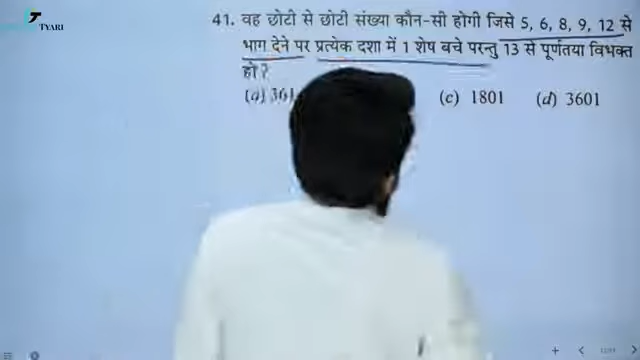 TYARI
41. वह छोटी से छोटी संख्या कौन-सी होगी जिसे 5, 6, 8, 9, 12 से
भाग देने पर प्रत्येक दशा में 1 शेष बचे परन्तु 13 से पूर्णतया विभक्त
हो?
(a) 361 (c) 1801 (d) 3601